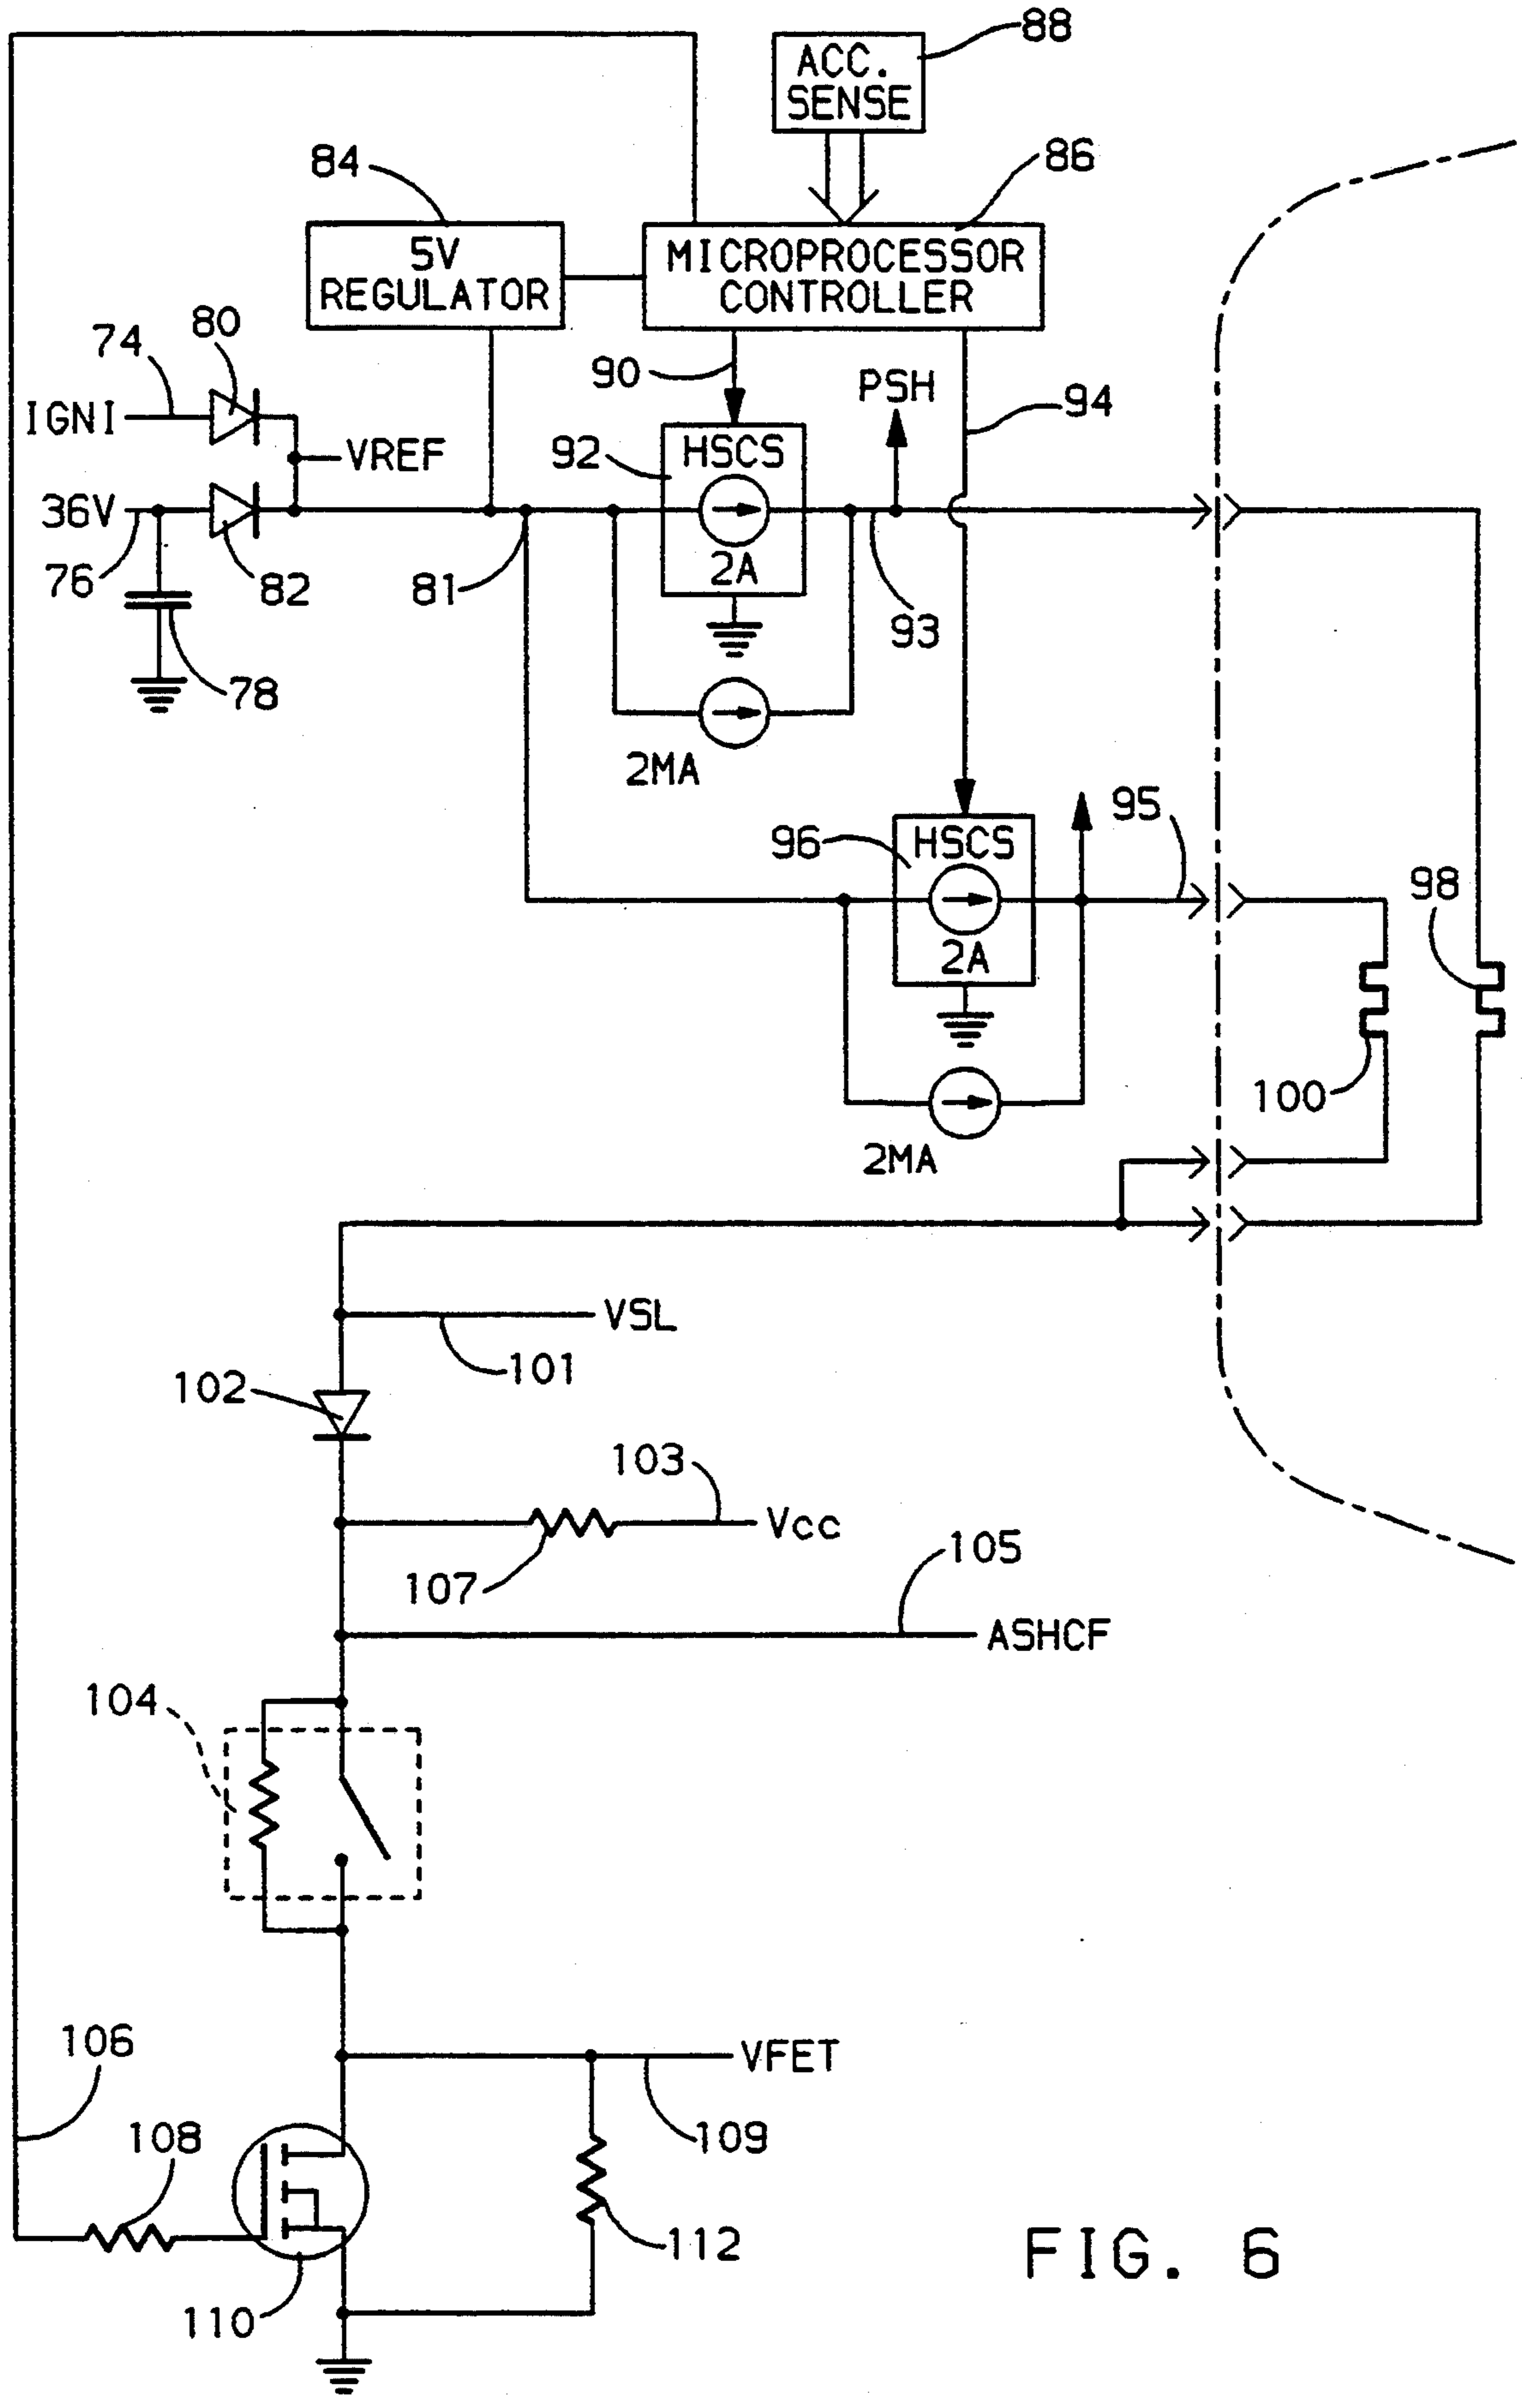 88
ACC.
SENSE
84
86
5V
REGULATOR
MICROPROCESSOR
CONTROLLER
80
74
90
PSH
94
IGNI
VREF
92
HSCS
36V
2A
76
82
81
93
78
2MA
95
96
HSCS
98
2A
100
2MA
VSL
101
102
103
Vcc
107
105
ASHCF
104
106
VFET
108
109
112
110
FIG. 6